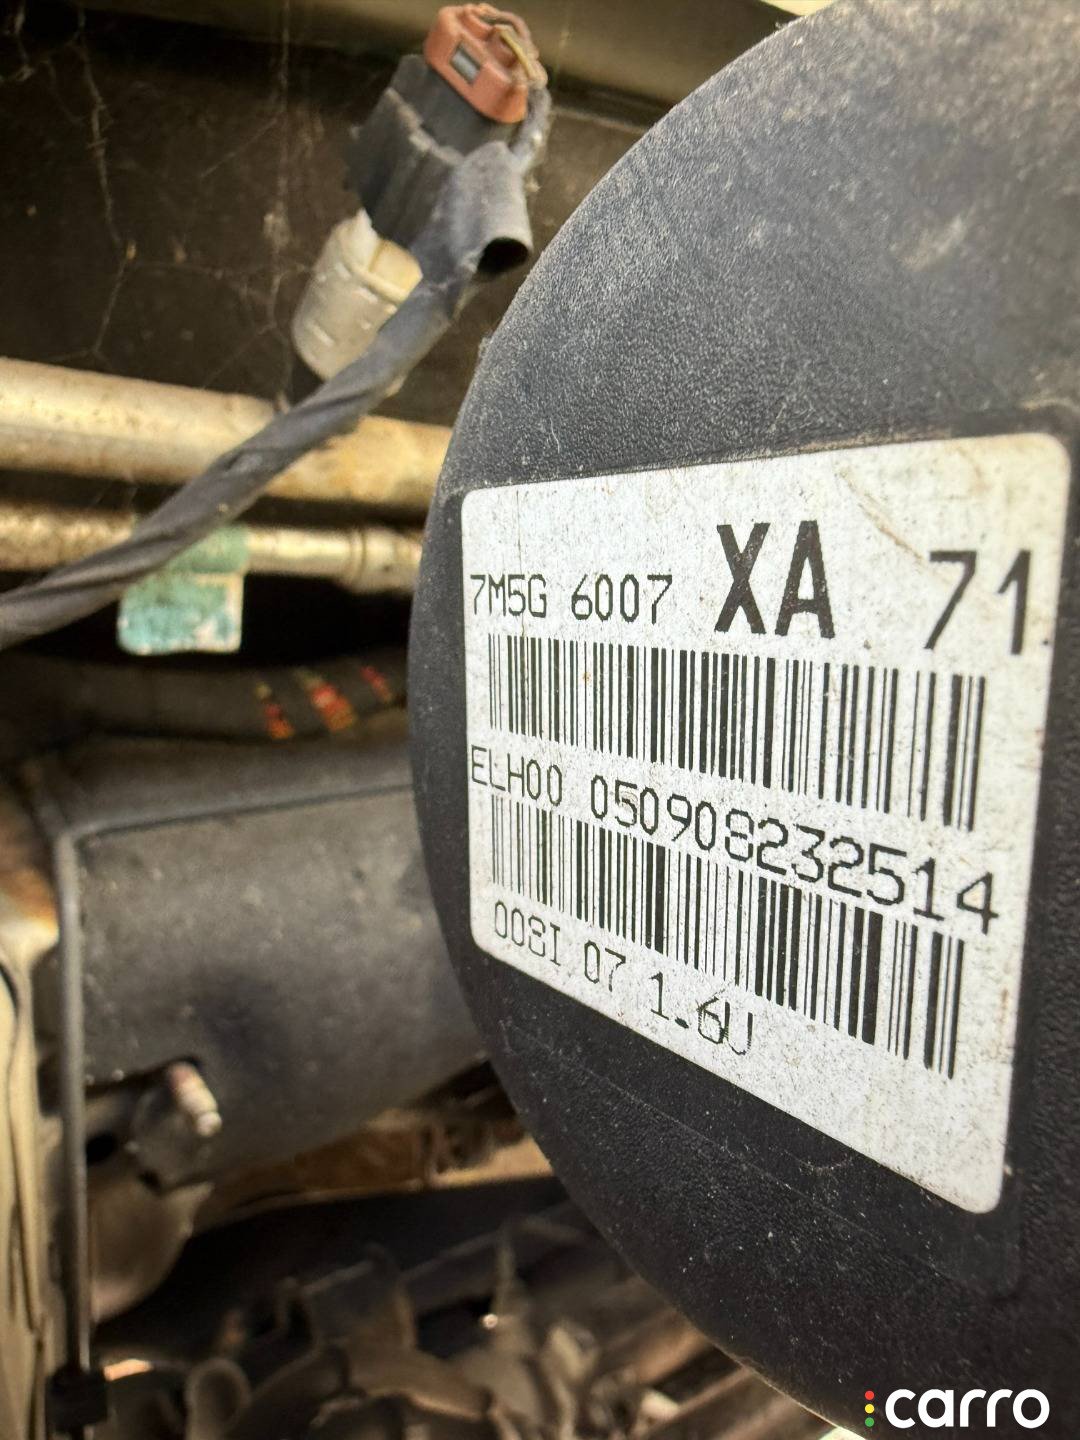 7M5G 6007 XA 71
ELH00 050908232514
008I 07 1.6U
carro